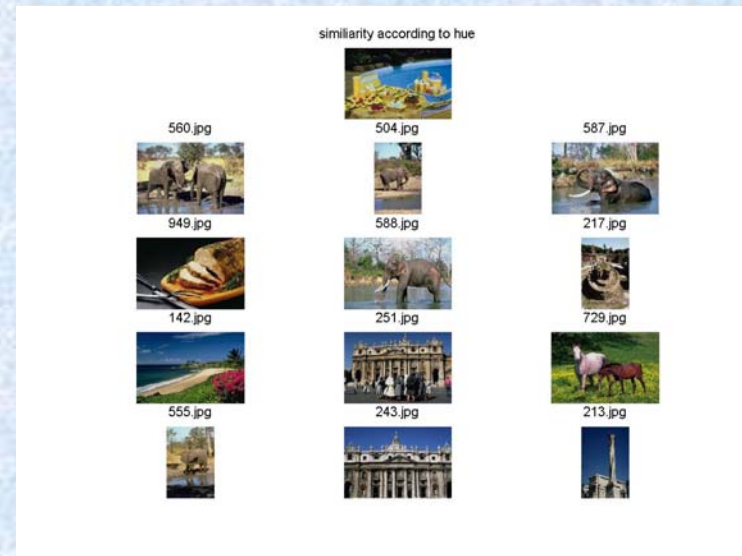 similiarity according to hue
560.jpg 504.jpg 587.jpg
949.jpg 588.jpg 217.jpg
142.jpg 251.jpg 729.jpg
555.jpg 243.jpg 213.jpg